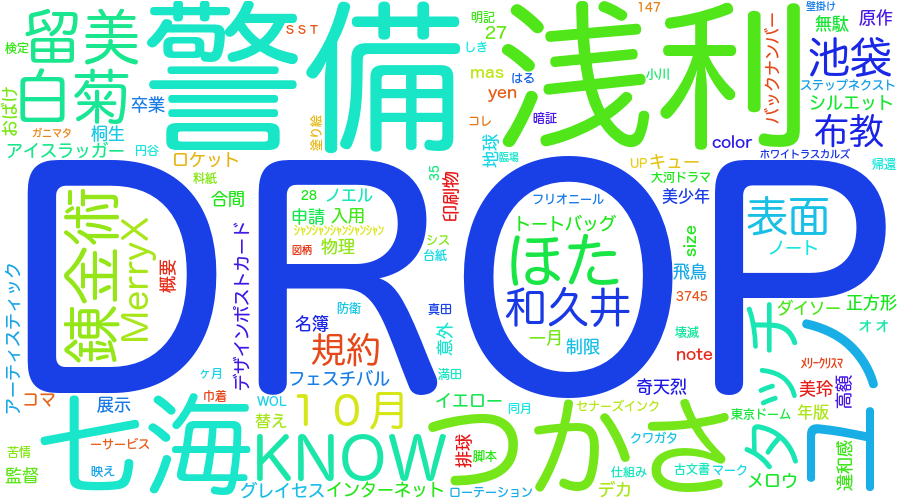 留美
警備
浅利
白菊
池袋
147
壁掛け
原作
無駄
バックナンバー
ステップネクスト
シルエット
布教
color
ホワイトラスカルズ
帰還
検定
おばけ
ガニマタ
卒業
桐生
アイスラッガー
円谷
ロケット
料紙
SST
塗り絵
明記
27
しき
mas
yen
はる
コレ
暗証
小川
地球
臨場
UP
キュー
大河ドラマ
美少年
DROP
錬金術
MerryX
概要
合間
28
ノエル
申請
入用
シャンシャンシャンシャンシャン
図柄
物理
35
印刷物
シス
台紙
フリオニール
トートバッグ
ほた
和久井
一月
制限
size
飛鳥
3745
壊滅
note
表面
ノート
ダイソー
正方形
オオ
タッチ
メリークリスマ
美玲
高額
ユー
アーティスティック
デザインポストカード
防衛
名簿
規約
真田
意外
満田
ヶ月
フェスチバル
巾着
コマ
展示
七海
WOL
替え
10月
イエロー
同月
つかさ
セナーズインク
奇天烈
東京ドーム
年版
違和感
苦情
監督
ーサービス
映え
KNOW
排球
脚本
グレイセス
インターネット
ローテーション
クワガタ
仕組み
デカ
古文書
マーク
メロウ